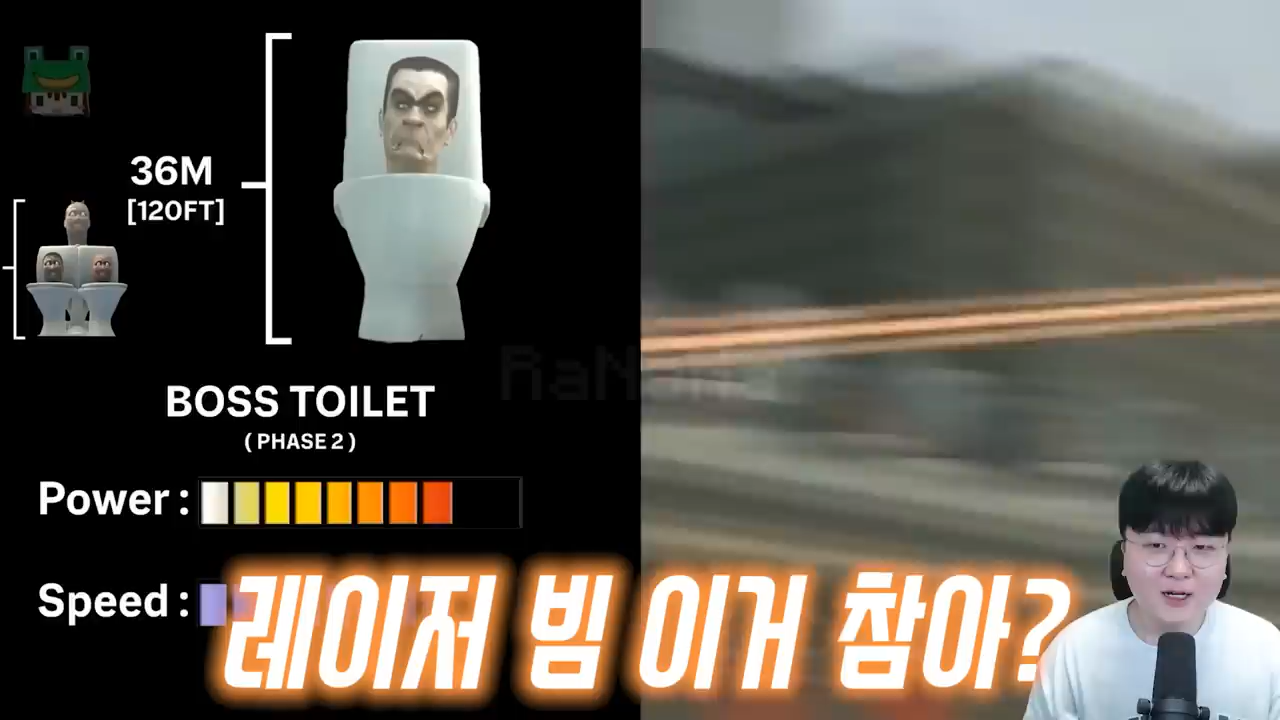 36M
[120FT]
BOSS TOILET
( PHASE 2 )
Power :
Speed :
레이저 빔 이거 참아?